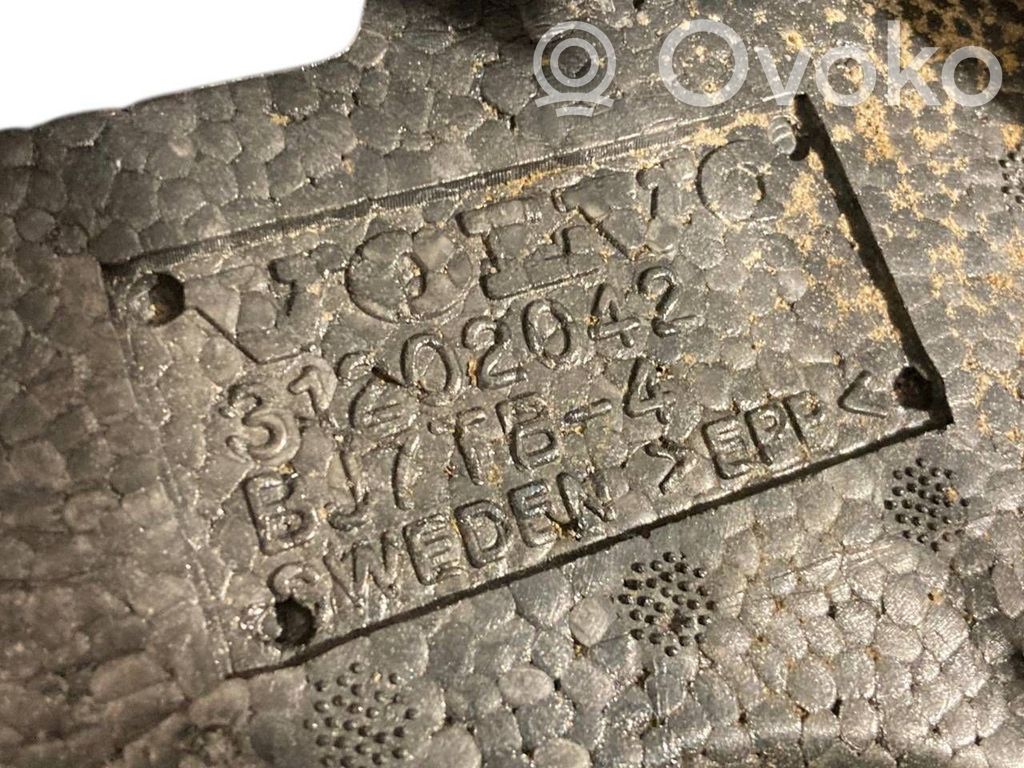 Ovoko
VOLVO
31202042
BJ7TB-4
SWEDEN >EPP<